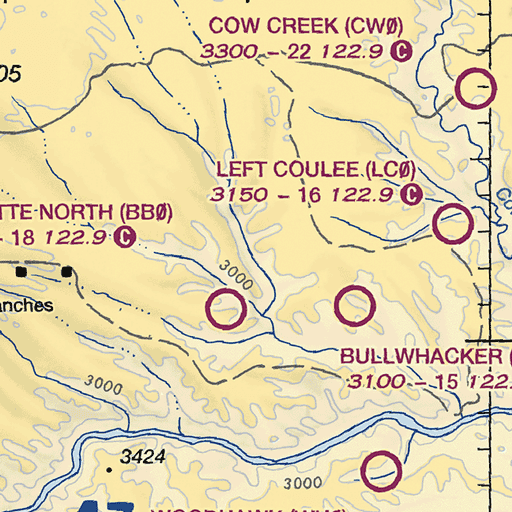 COW CREEK (CWØ)
3300 - 22 122.9 C
05
LEFT COULEE (LCØ)
3150 - 16 122.9 C
TTE NORTH (BBØ)
- 18 122.9 C
3000
anches
BULLWHACKER (
3100 - 15 122.
3000
3424
3000
47